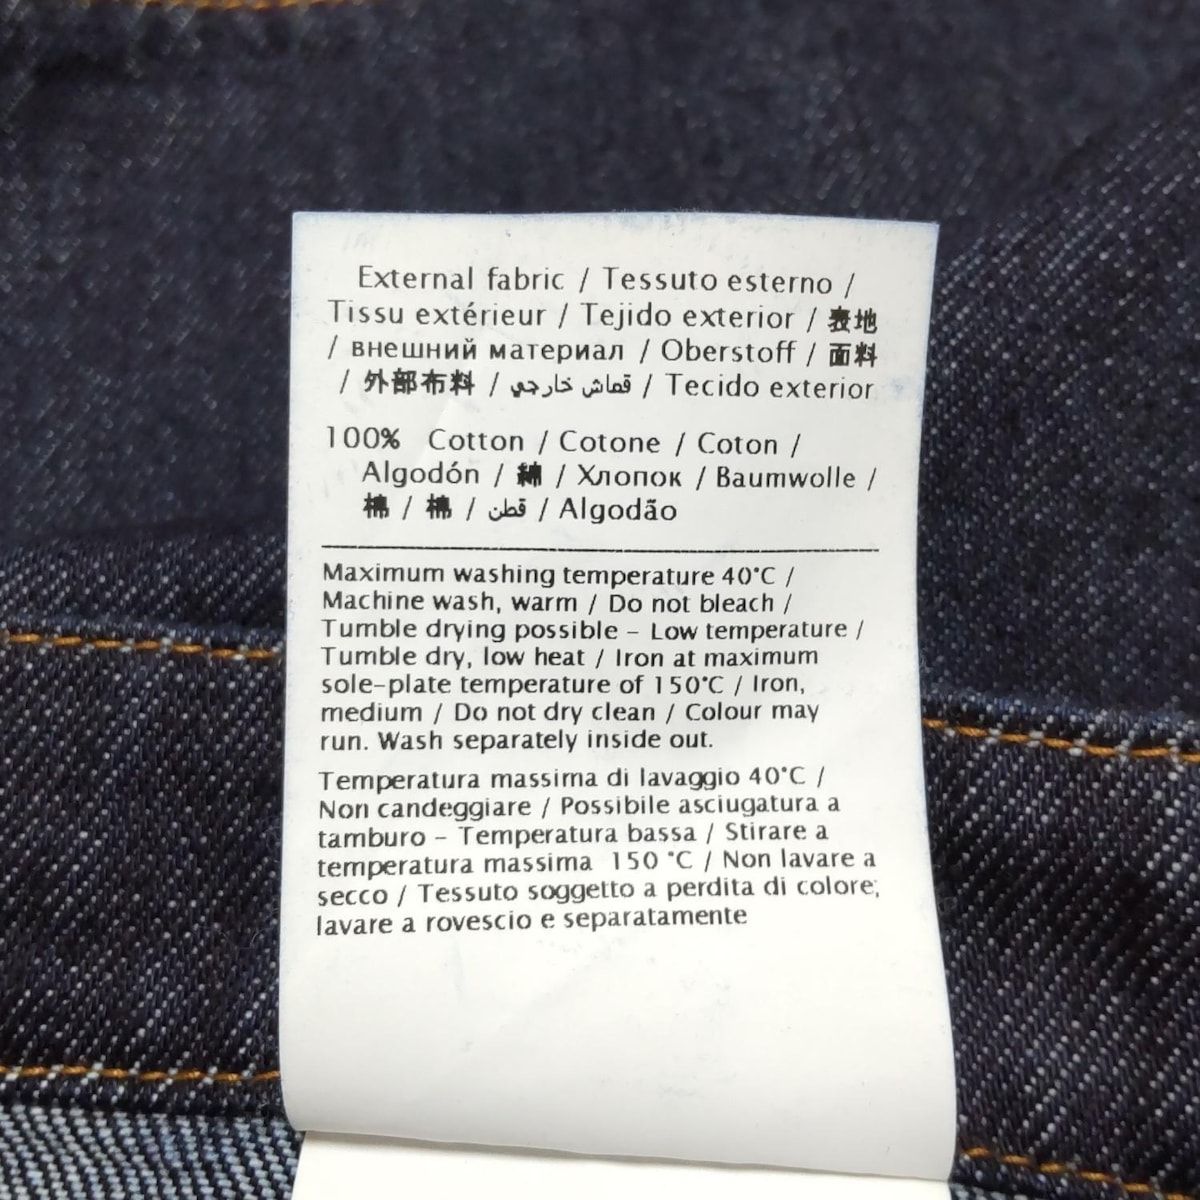 External fabric / Tessuto esterno /
Tissu extérieur / Tejido exterior / 表地
/ внешний материал / Oberstoff / 面料
/ 外部布料 / قماش خارجي / Tecido exterior
100% Cotton / Cotone / Coton /
Algodón / 綿 / Хлопок / Baumwolle /
棉 / 棉 / قطن / Algodão
Maximum washing temperature 40°C /
Machine wash, warm / Do not bleach /
Tumble drying possible - Low temperature /
Tumble dry, low heat / Iron at maximum
sole-plate temperature of 150°C / Iron,
medium / Do not dry clean / Colour may
run. Wash separately inside out.
Temperatura massima di lavaggio 40°C /
Non candeggiare / Possibile asciugatura a
tamburo - Temperatura bassa / Stirare a
temperatura massima 150 °C / Non lavare a
secco / Tessuto soggetto a perdita di colore;
lavare a rovescio e separatamente